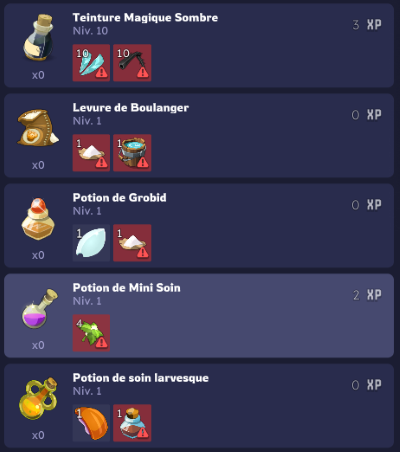 Teinture Magique Sombre
Niv. 10
3 XP
10 10
x0
Levure de Boulanger
Niv. 1
0 XP
1 1
x0
Potion de Grobid
Niv. 1
0 XP
1 1
x0
Potion de Mini Soin
Niv. 1
2 XP
4
x0
Potion de soin larvesque
Niv. 1
0 XP
1 1
x0